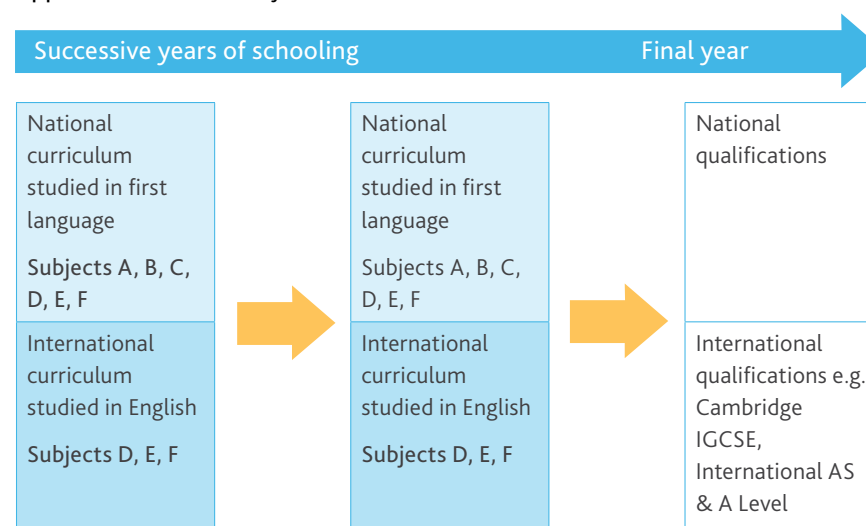 Successive years of schooling
Final year
National
curriculum
studied in first
language
Subjects A, B, C,
D, E, F
International
curriculum
studied in English
Subjects D, E, F
National
curriculum
studied in first
language
Subjects A, B, C,
D, E, F
International
curriculum
studied in English
Subjects D, E, F
National
qualifications
International
qualifications e.g.
Cambridge
IGCSE,
International AS
& A Level